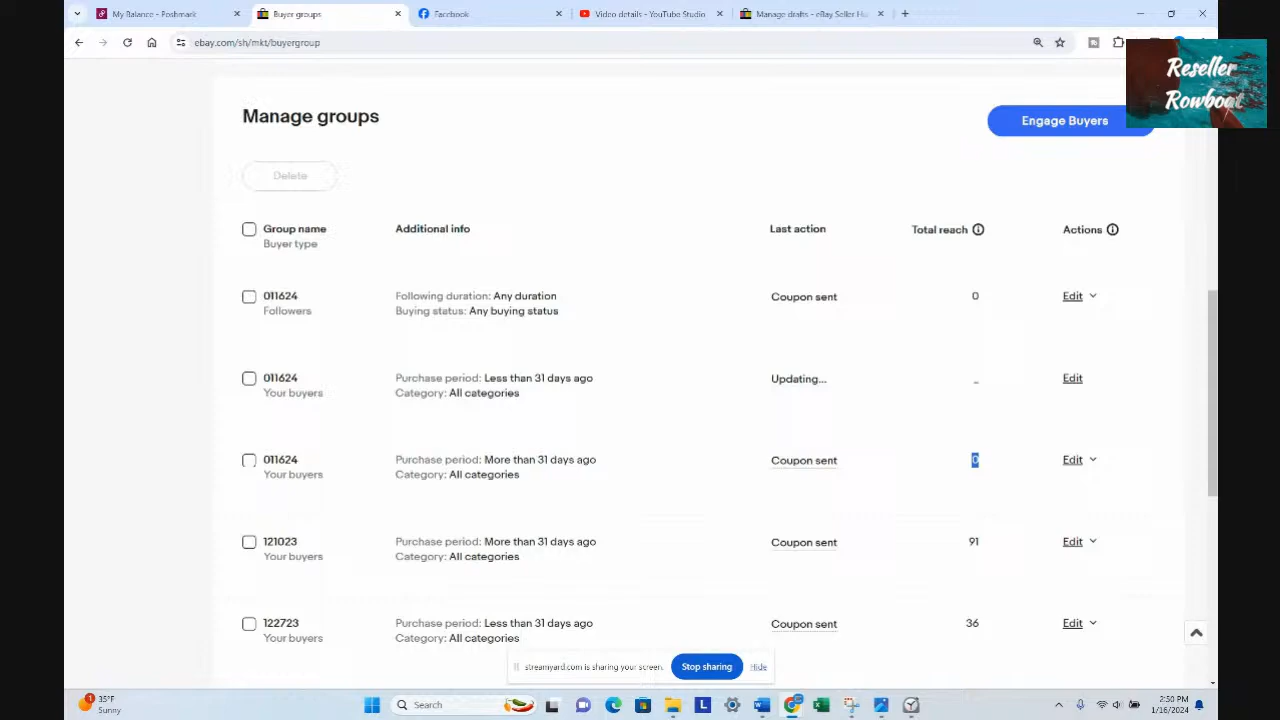 My Balance - Poshmark
Buyer groups
Facebook
Video details - YouTube Studio
Manage drafts - eBay Seller Hub
ebay.com/sh/mkt/buyergroup
Reseller
Rowboat
Manage groups
Engage Buyers
Delete
Group name
Buyer type
Additional info
Last action
Total reach
Actions
011624
Followers
Following duration: Any duration
Buying status: Any buying status
Coupon sent
0
Edit
011624
Your buyers
Purchase period: Less than 31 days ago
Category: All categories
Updating...
–
Edit
011624
Your buyers
Purchase period: More than 31 days ago
Category: All categories
Coupon sent
0
Edit
121023
Your buyers
Purchase period: More than 31 days ago
Category: All categories
Coupon sent
91
Edit
122723
Your buyers
Purchase period: Less than 31 days ago
Category: All categories
Coupon sent
36
Edit
streamyard.com is sharing your screen.
Stop sharing
Hide
Sunny
Search
2:50 PM
1/16/2024